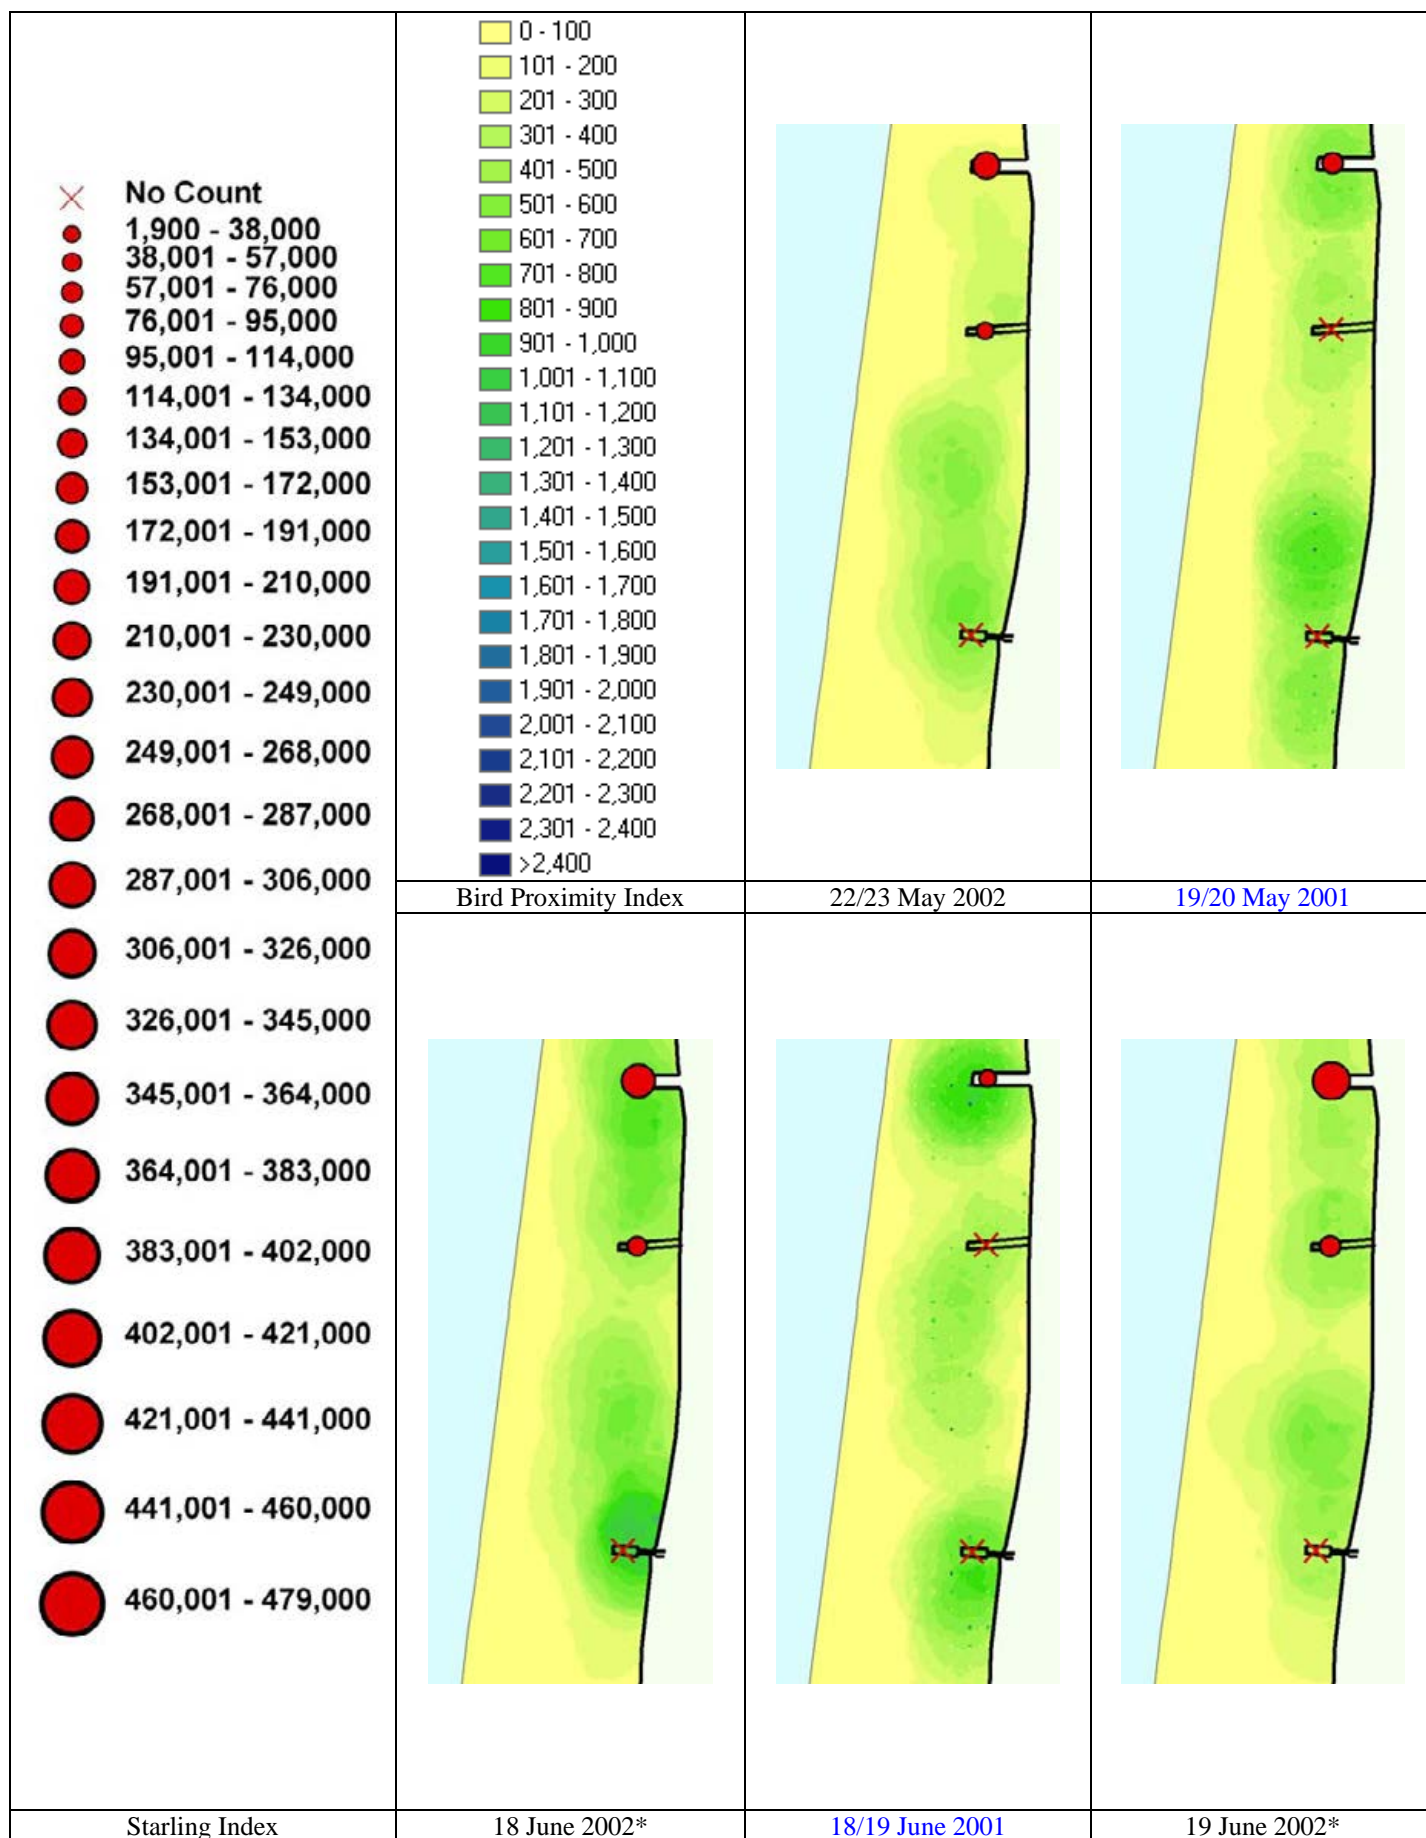 No Count
1,900 - 38,000
38,001 - 57,000
57,001 - 76,000
76,001 - 95,000
95,001 - 114,000
114,001 - 134,000
134,001 - 153,000
153,001 - 172,000
172,001 - 191,000
191,001 - 210,000
210,001 - 230,000
230,001 - 249,000
249,001 - 268,000
268,001 - 287,000
287,001 - 306,000
306,001 - 326,000
326,001 - 345,000
345,001 - 364,000
364,001 - 383,000
383,001 - 402,000
402,001 - 421,000
421,001 - 441,000
441,001 - 460,000
460,001 - 479,000
Starling Index
0 - 100
101 - 200
201 - 300
301 - 400
401 - 500
501 - 600
601 - 700
701 - 800
801 - 900
901 - 1,000
1,001 - 1,100
1,101 - 1,200
1,201 - 1,300
1,301 - 1,400
1,401 - 1,500
1,501 - 1,600
1,601 - 1,700
1,701 - 1,800
1,801 - 1,900
1,901 - 2,000
2,001 - 2,100
2,101 - 2,200
2,201 - 2,300
2,301 - 2,400
>2,400
Bird Proximity Index
22/23 May 2002
19/20 May 2001
18 June 2002*
18/19 June 2001
19 June 2002*